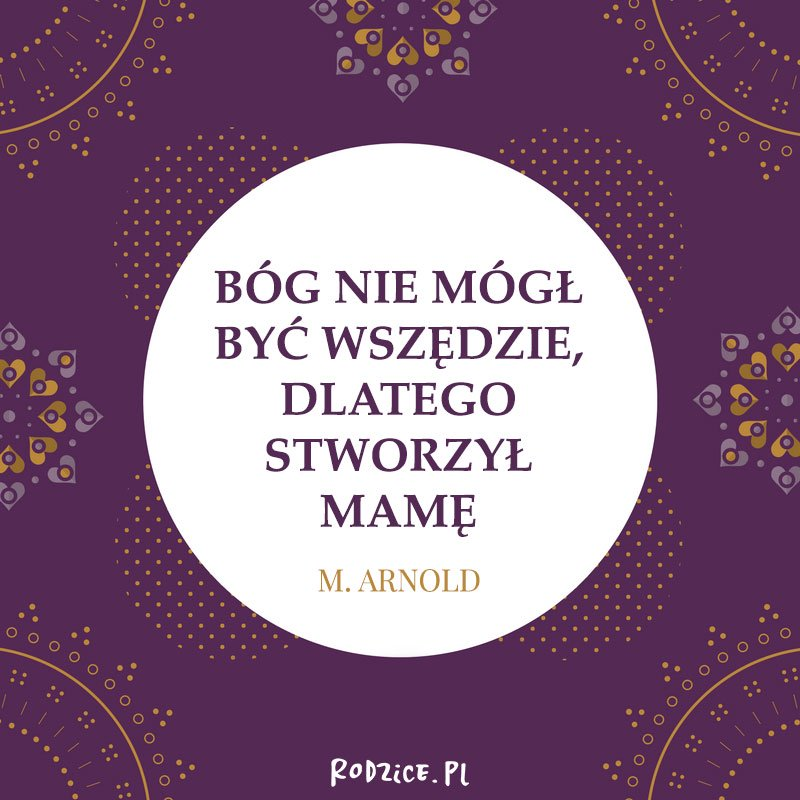 BÓG NIE MÓGŁ
BYĆ WSZĘDZIE,
DLATEGO
STWORZYŁ
MAMĘ
M. ARNOLD
RODZICE.PL